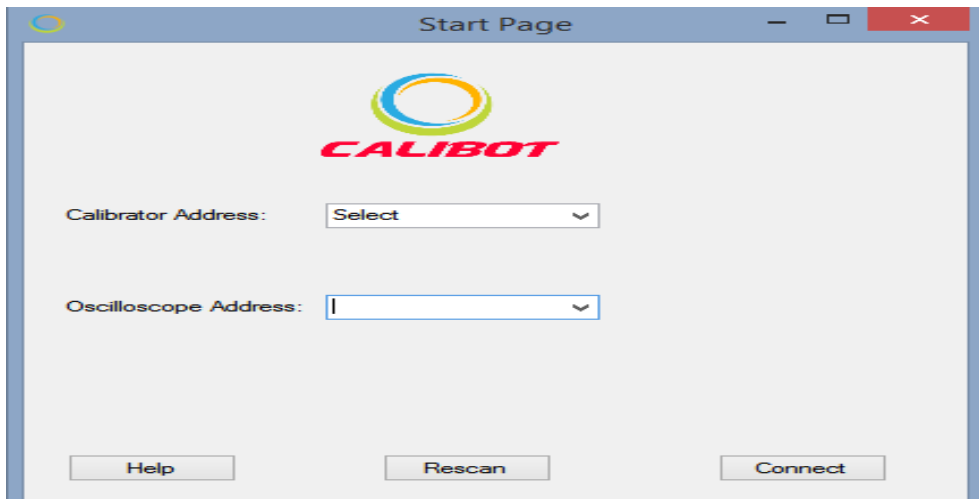 Start Page
CALIBOT
Calibrator Address: Select
Oscilloscope Address:
Help Rescan Connect